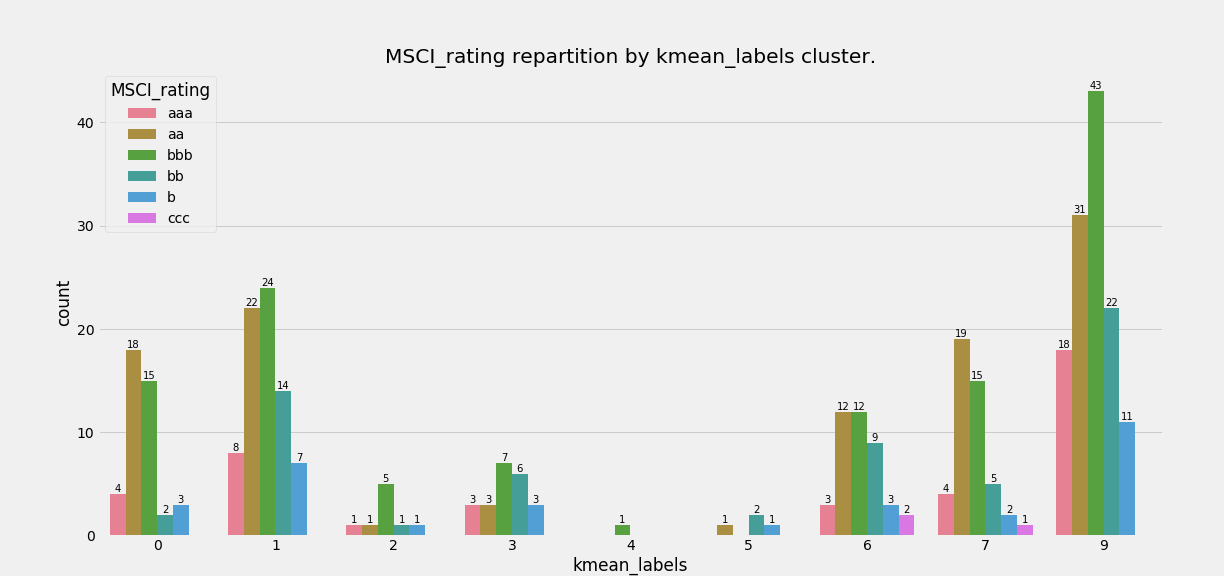 MSCI_rating repartition by kmean_labels cluster.
MSCI_rating
aaa
aa
bbb
bb
b
ccc
count
40
30
20
10
0
4 18 15 2 3
8 22 24 14 7
1 1 5 1 1
3 3 7 6 3
1
1 2 1
3 12 12 9 3 2
4 19 15 5 2 1
18 31 43 22 11
0 1 2 3 4 5 6 7 9
kmean_labels